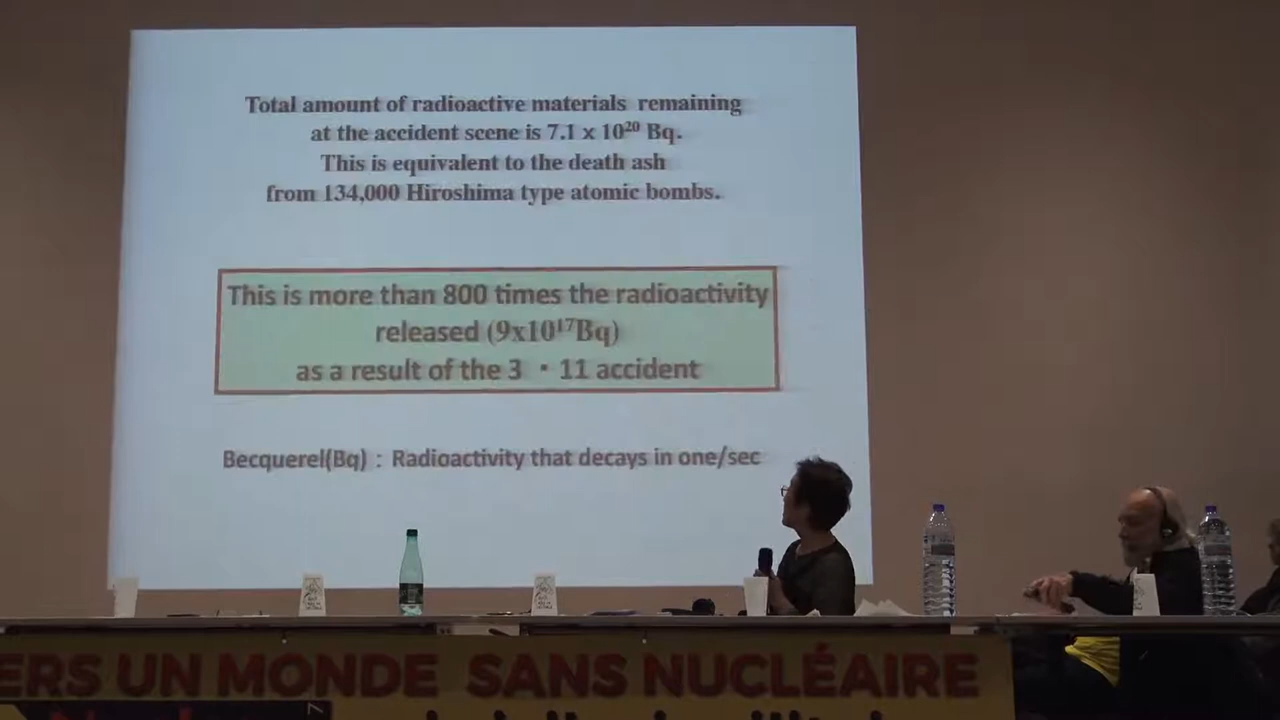 Total amount of radioactive materials remaining
at the accident scene is 7.1 x 10²⁰ Bq.
This is equivalent to the death ash
from 134,000 Hiroshima type atomic bombs.
This is more than 800 times the radioactivity
released (9x10¹⁷Bq)
as a result of the 3 ・ 11 accident
Becquerel(Bq) : Radioactivity that decays in one/sec
ERS UN MONDE SANS NUCLÉAIRE